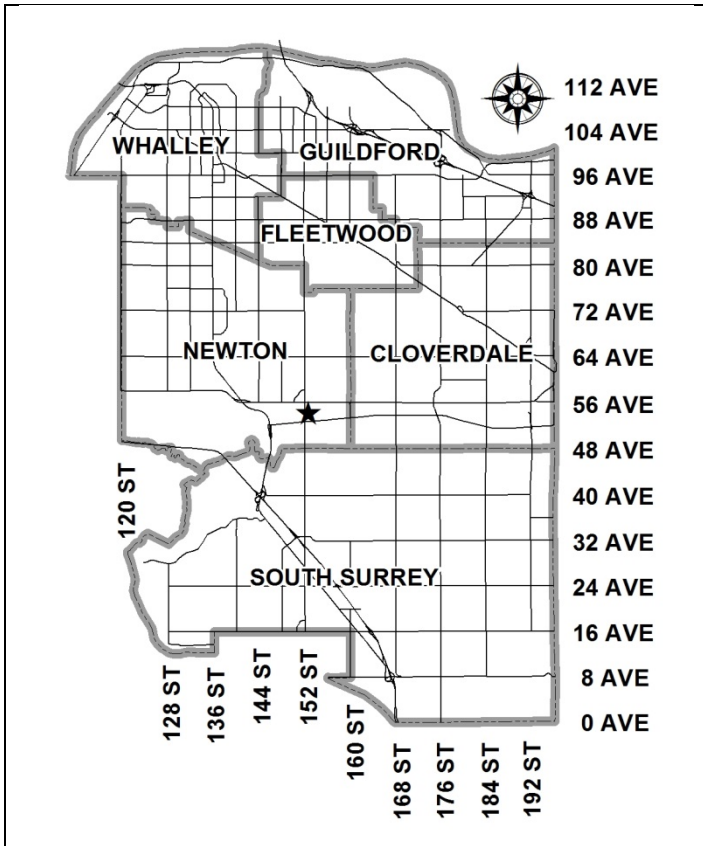 112 AVE
104 AVE
WHALLEY
GUILDFORD
96 AVE
88 AVE
FLEETWOOD
80 AVE
72 AVE
NEWTON
CLOVERDALE
64 AVE
56 AVE
48 AVE
120 ST
40 AVE
32 AVE
SOUTH SURREY
24 AVE
16 AVE
128 ST
136 ST
144 ST
152 ST
160 ST
8 AVE
0 AVE
168 ST
176 ST
184 ST
192 ST